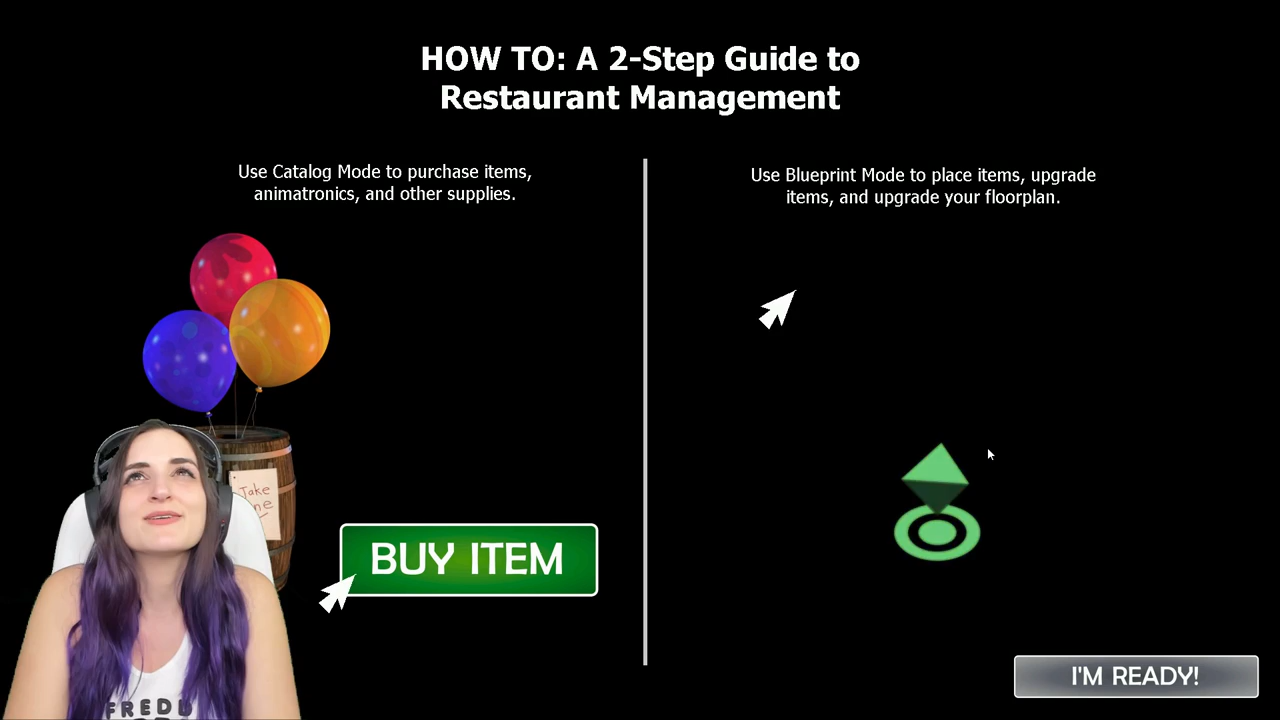 HOW TO: A 2-Step Guide to
Restaurant Management
Use Catalog Mode to purchase items,
animatronics, and other supplies.
Use Blueprint Mode to place items, upgrade
items, and upgrade your floorplan.
Take
BUY ITEM
I'M READY!